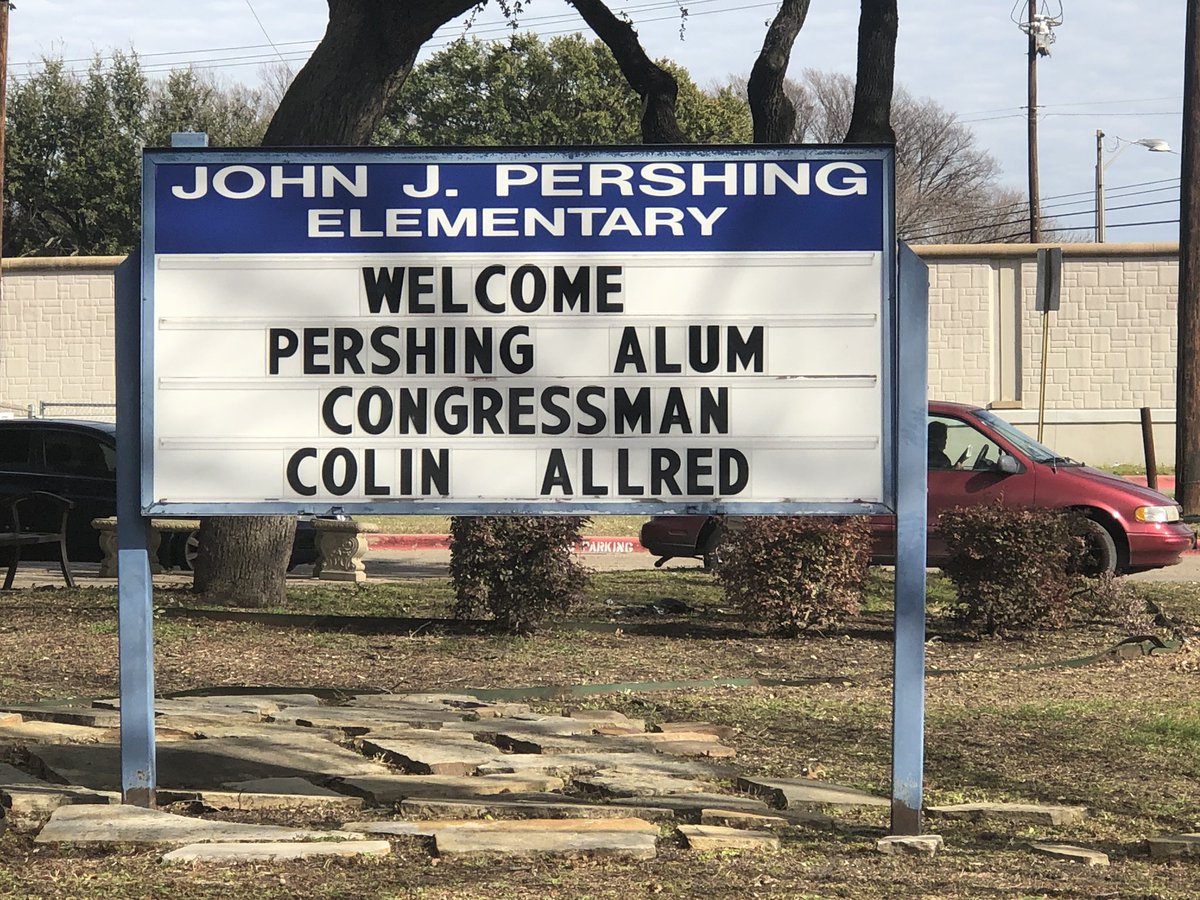 JOHN J. PERSHING
ELEMENTARY
WELCOME
PERSHING ALUM
CONGRESSMAN
COLIN ALLRED
PARKING